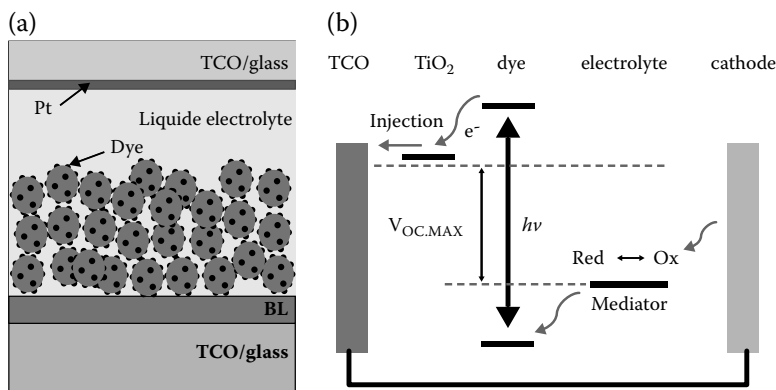 (a)
TCO/glass
Pt
Liquide electrolyte
Dye
BL
TCO/glass
(b)
TCO TiO₂ dye electrolyte cathode
Injection
e⁻
V_OC.MAX
hν
Red ↔ Ox
Mediator